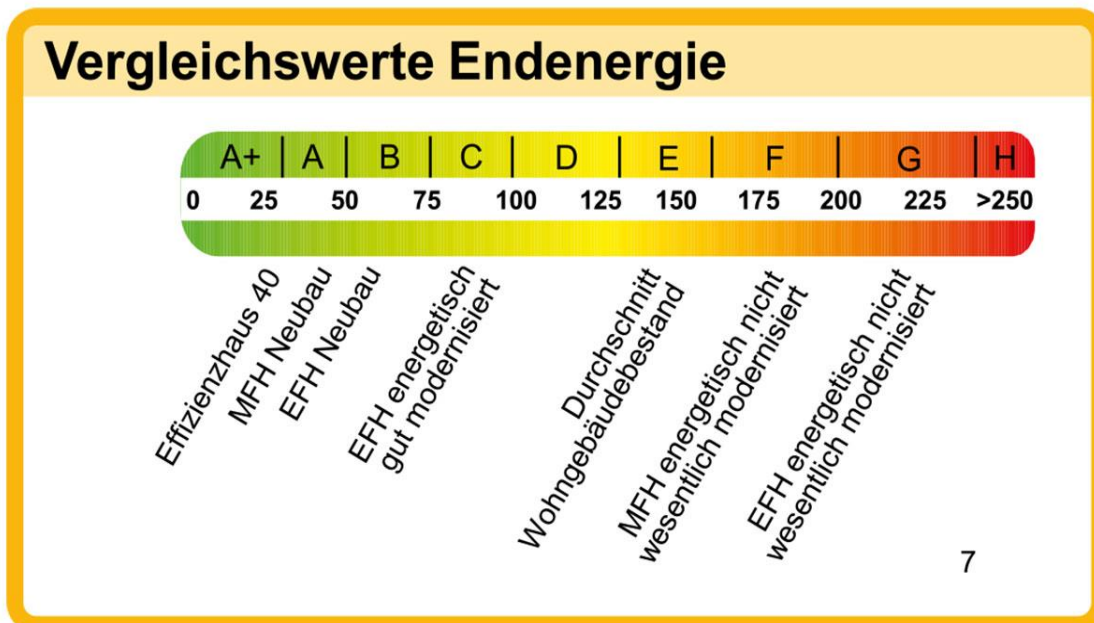 Vergleichswerte Endenergie
A+ A B C D E F G H
0 25 50 75 100 125 150 175 200 225 >250
Effizienzhaus 40
MFH Neubau
EFH Neubau
EFH energetisch
gut modernisiert
Durchschnitt
Wohngebäudebestand
MFH energetisch nicht
wesentlich modernisiert
EFH energetisch nicht
wesentlich modernisiert
7